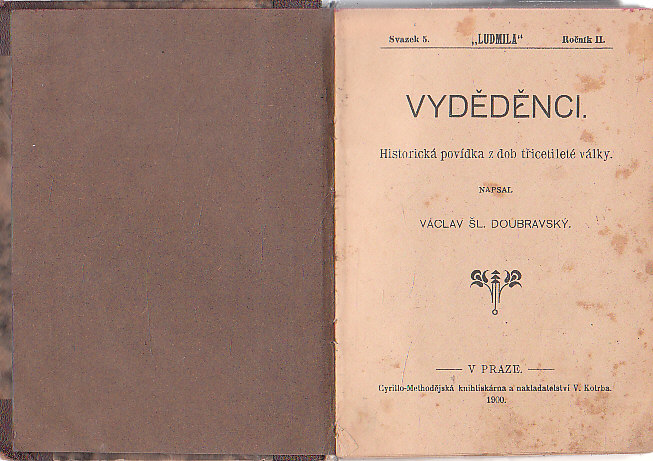 Svazek 5. „LUDMILA“ Ročník II.
VYDĚDĚNCI.
Historická povídka z dob třicetileté války.
NAPSAL
VÁCLAV ŠL. DOUBRAVSKÝ.
V PRAZE.
Cyrillo-Methodějská knihtiskárna a nakladatelství V. Kotrba.
1900.